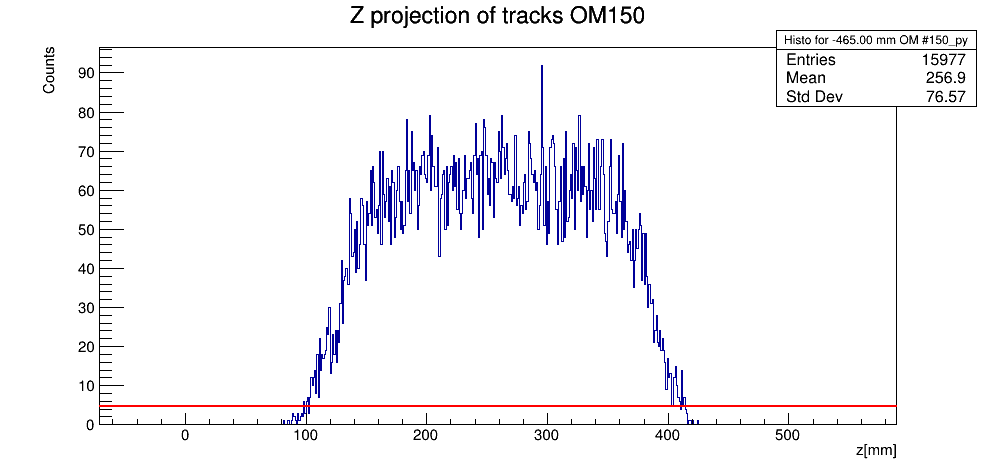 Z projection of tracks OM150
Histo for -465.00 mm OM #150_py
Entries 15977
Mean 256.9
Std Dev 76.57
Counts
90
80
70
60
50
40
30
20
10
0
0 100 200 300 400 500
z[mm]